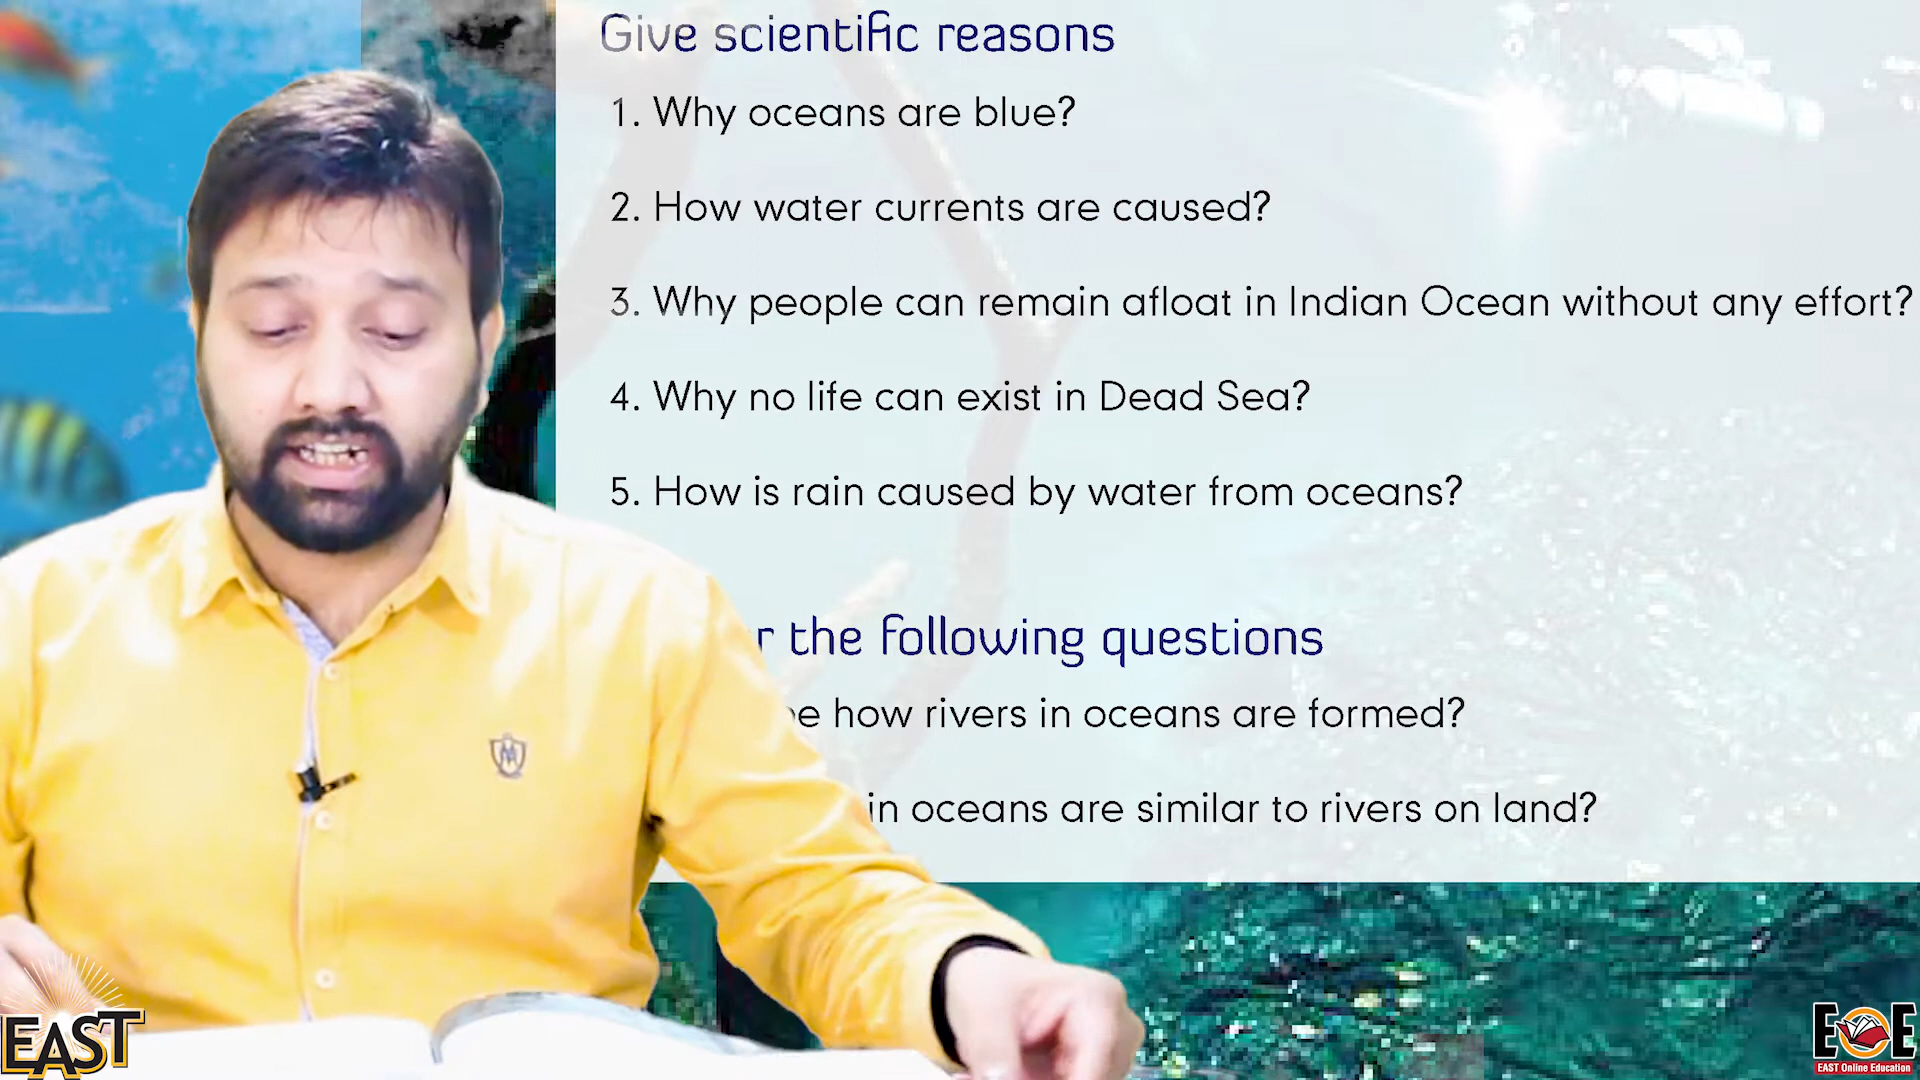 Give scientific reasons
1. Why oceans are blue?
2. How water currents are caused?
3. Why people can remain afloat in Indian Ocean without any effort?
4. Why no life can exist in Dead Sea?
5. How is rain caused by water from oceans?
the following questions
how rivers in oceans are formed?
in oceans are similar to rivers on land?
EAST
EOE
EAST Online Education